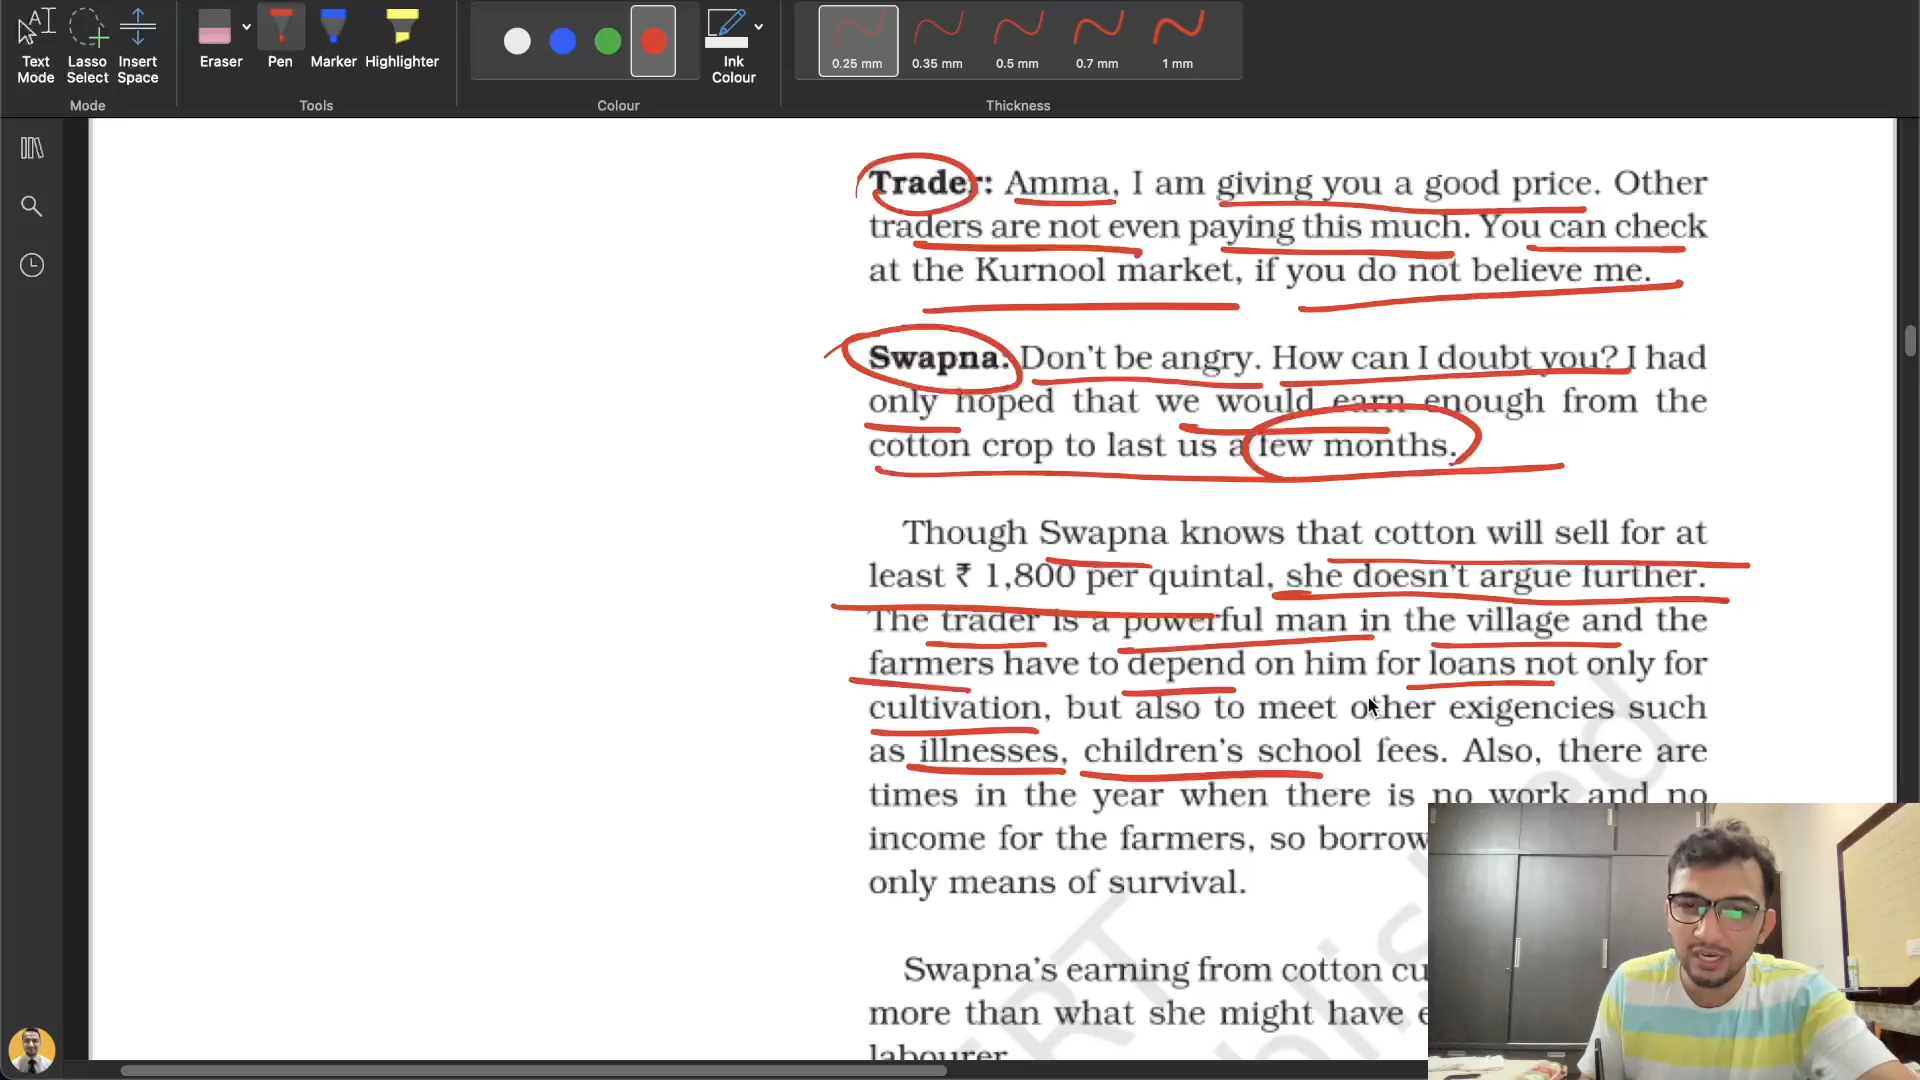 Text Mode
Lasso Select
Insert Space
Eraser
Pen
Marker
Highlighter
Ink Colour
0.25 mm
0.35 mm
0.5 mm
0.7 mm
1 mm
Mode
Tools
Colour
Thickness
Trader: Amma, I am giving you a good price. Other
traders are not even paying this much. You can check
at the Kurnool market, if you do not believe me.
Swapna: Don't be angry. How can I doubt you? I had
only hoped that we would earn enough from the
cotton crop to last us a few months.
Though Swapna knows that cotton will sell for at
least ₹ 1,800 per quintal, she doesn't argue further.
The trader is a powerful man in the village and the
farmers have to depend on him for loans not only for
cultivation, but also to meet other exigencies such
as illnesses, children's school fees. Also, there are
times in the year when there is no work and no
income for the farmers, so borrow
only means of survival.
Swapna's earning from cotton cu
more than what she might have e
labourer.